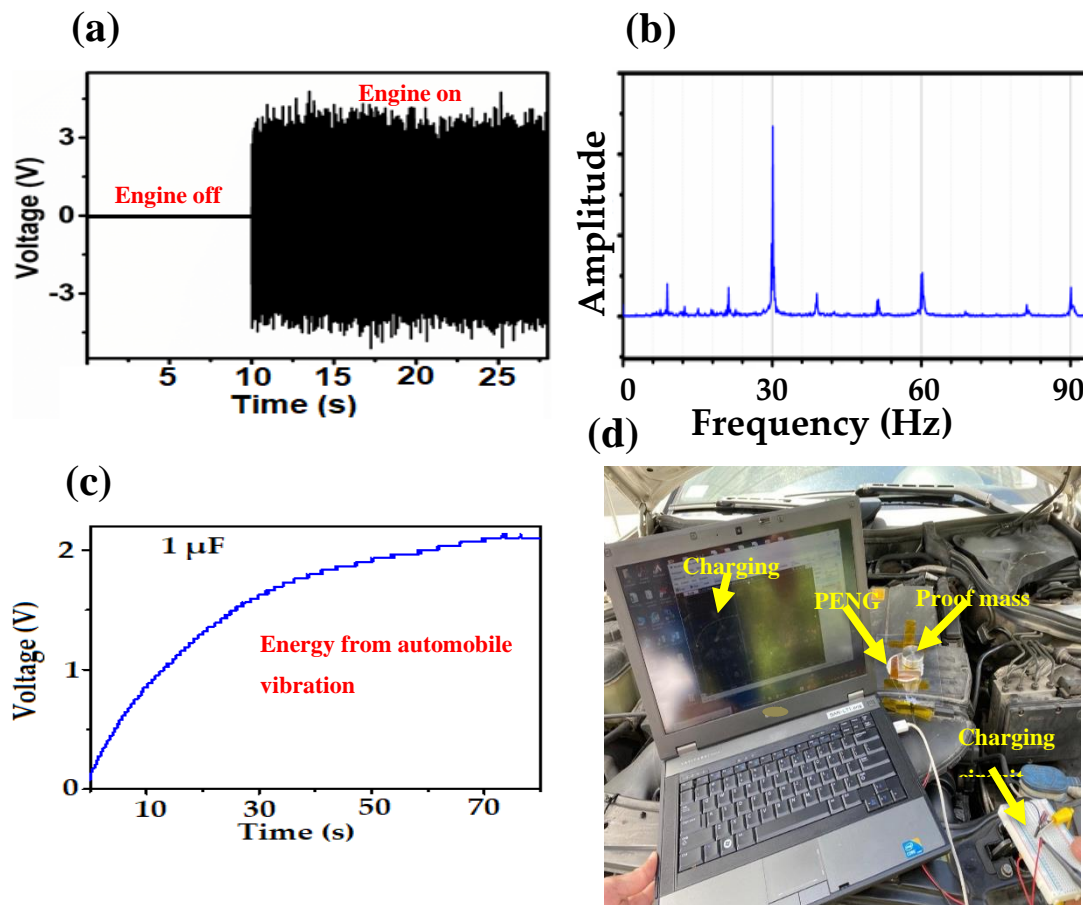 (a)
Engine on
Engine off
3
0
-3
Voltage (V)
5
10
15
20
25
Time (s)
(b)
Amplitude
0
30
60
90
Frequency (Hz)
(c)
1 μF
2
1
0
Voltage (V)
Energy from automobile
vibration
10
30
50
70
Time (s)
(d)
Charging
PENG
Proof mass
Charging